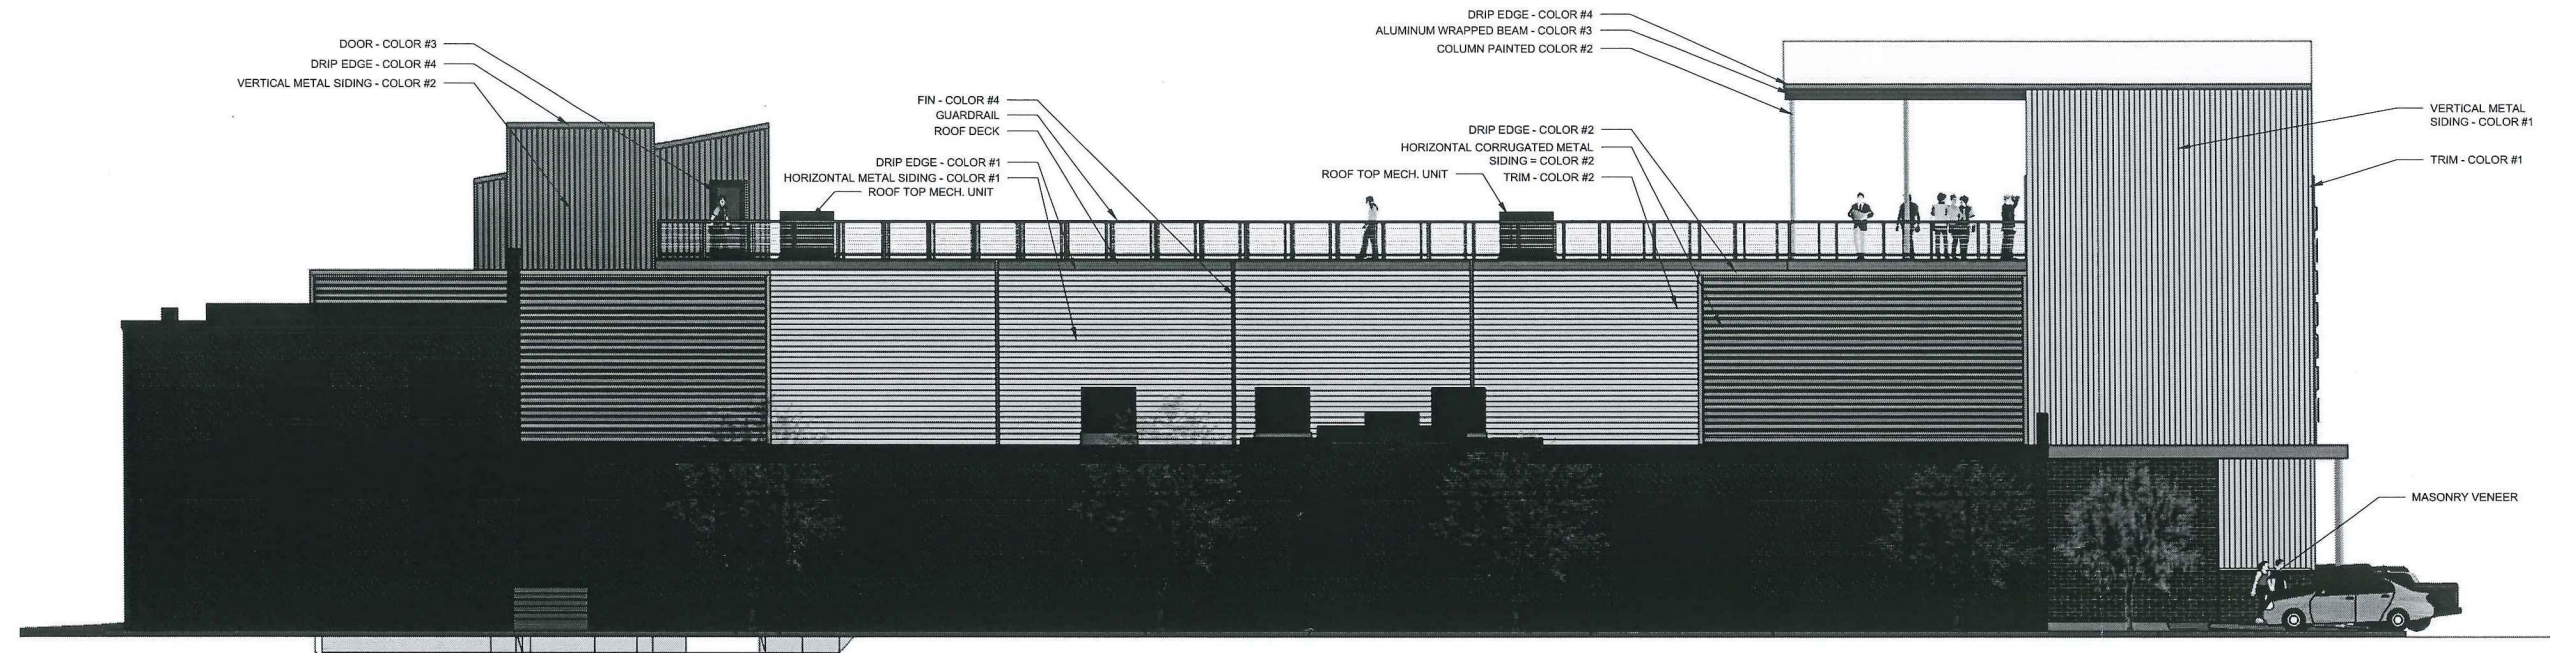 DOOR - COLOR #3
DRIP EDGE - COLOR #4
VERTICAL METAL SIDING - COLOR #2
FIN - COLOR #4
GUARDRAIL
ROOF DECK
DRIP EDGE - COLOR #1
HORIZONTAL METAL SIDING - COLOR #1
ROOF TOP MECH. UNIT
DRIP EDGE - COLOR #4
ALUMINUM WRAPPED BEAM - COLOR #3
COLUMN PAINTED COLOR #2
DRIP EDGE - COLOR #2
HORIZONTAL CORRUGATED METAL
SIDING = COLOR #2
ROOF TOP MECH. UNIT
TRIM - COLOR #2
VERTICAL METAL
SIDING - COLOR #1
TRIM - COLOR #1
MASONRY VENEER